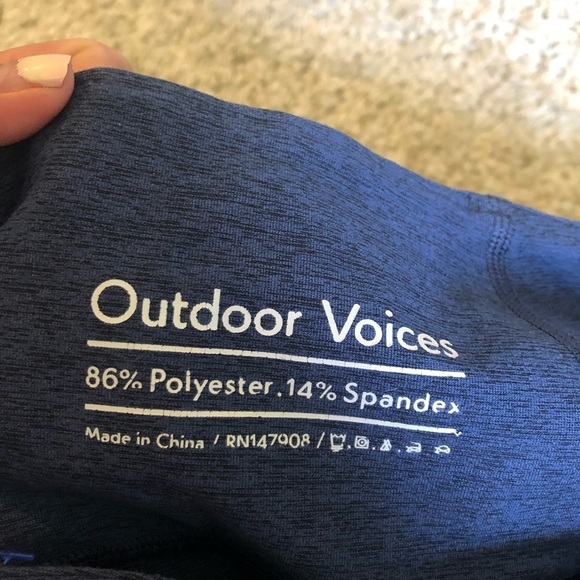 Outdoor Voices
86% Polyester.14% Spandex
Made in China / RN147908 /